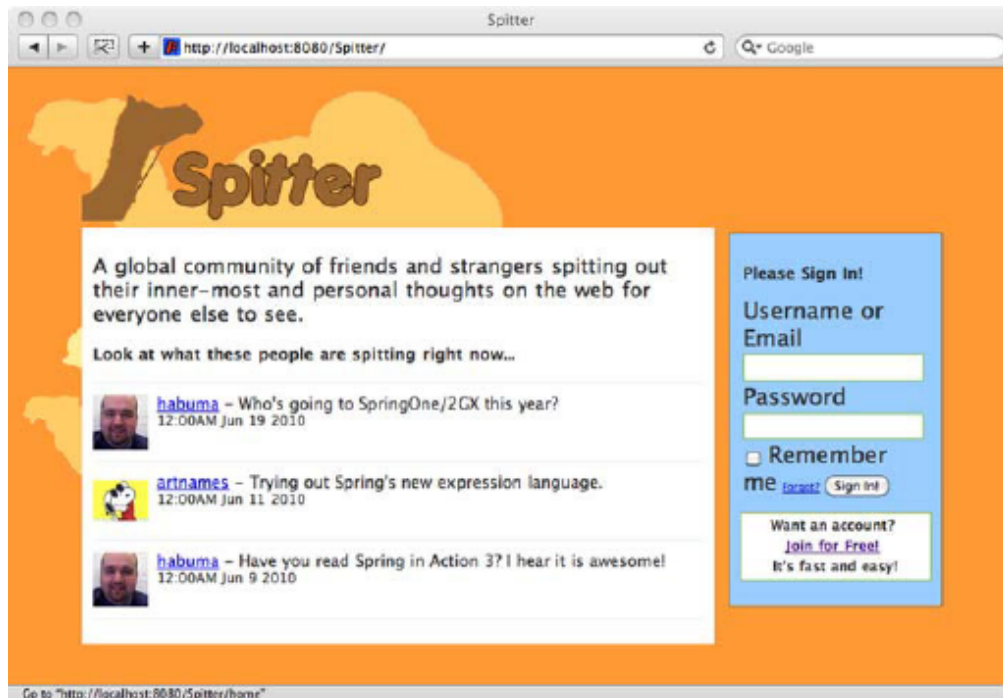 Spitter
http://localhost:8080/Spitter/
Google
Spitter
A global community of friends and strangers spitting out
their inner-most and personal thoughts on the web for
everyone else to see.
Look at what these people are spitting right now...
habuma - Who's going to SpringOne/2GX this year?
12:00AM Jun 19 2010
artnames - Trying out Spring's new expression language.
12:00AM Jun 11 2010
habuma - Have you read Spring in Action 3? I hear it is awesome!
12:00AM Jun 9 2010
Please Sign In!
Username or
Email
Password
Remember
me Forgot? Sign In!
Want an account?
Join for Free!
It's fast and easy!
Go to "http://localhost:8080/Spitter/home"